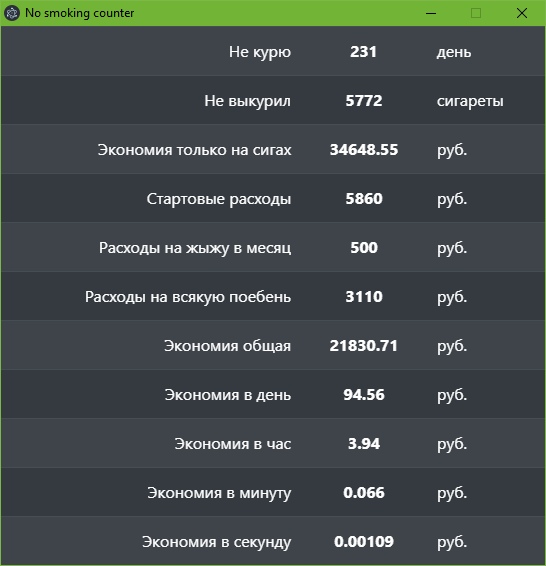 No smoking counter
Не курю 231 день
Не выкурил 5772 сигареты
Экономия только на сигах 34648.55 руб.
Стартовые расходы 5860 руб.
Расходы на жыжу в месяц 500 руб.
Расходы на всякую поебень 3110 руб.
Экономия общая 21830.71 руб.
Экономия в день 94.56 руб.
Экономия в час 3.94 руб.
Экономия в минуту 0.066 руб.
Экономия в секунду 0.00109 руб.